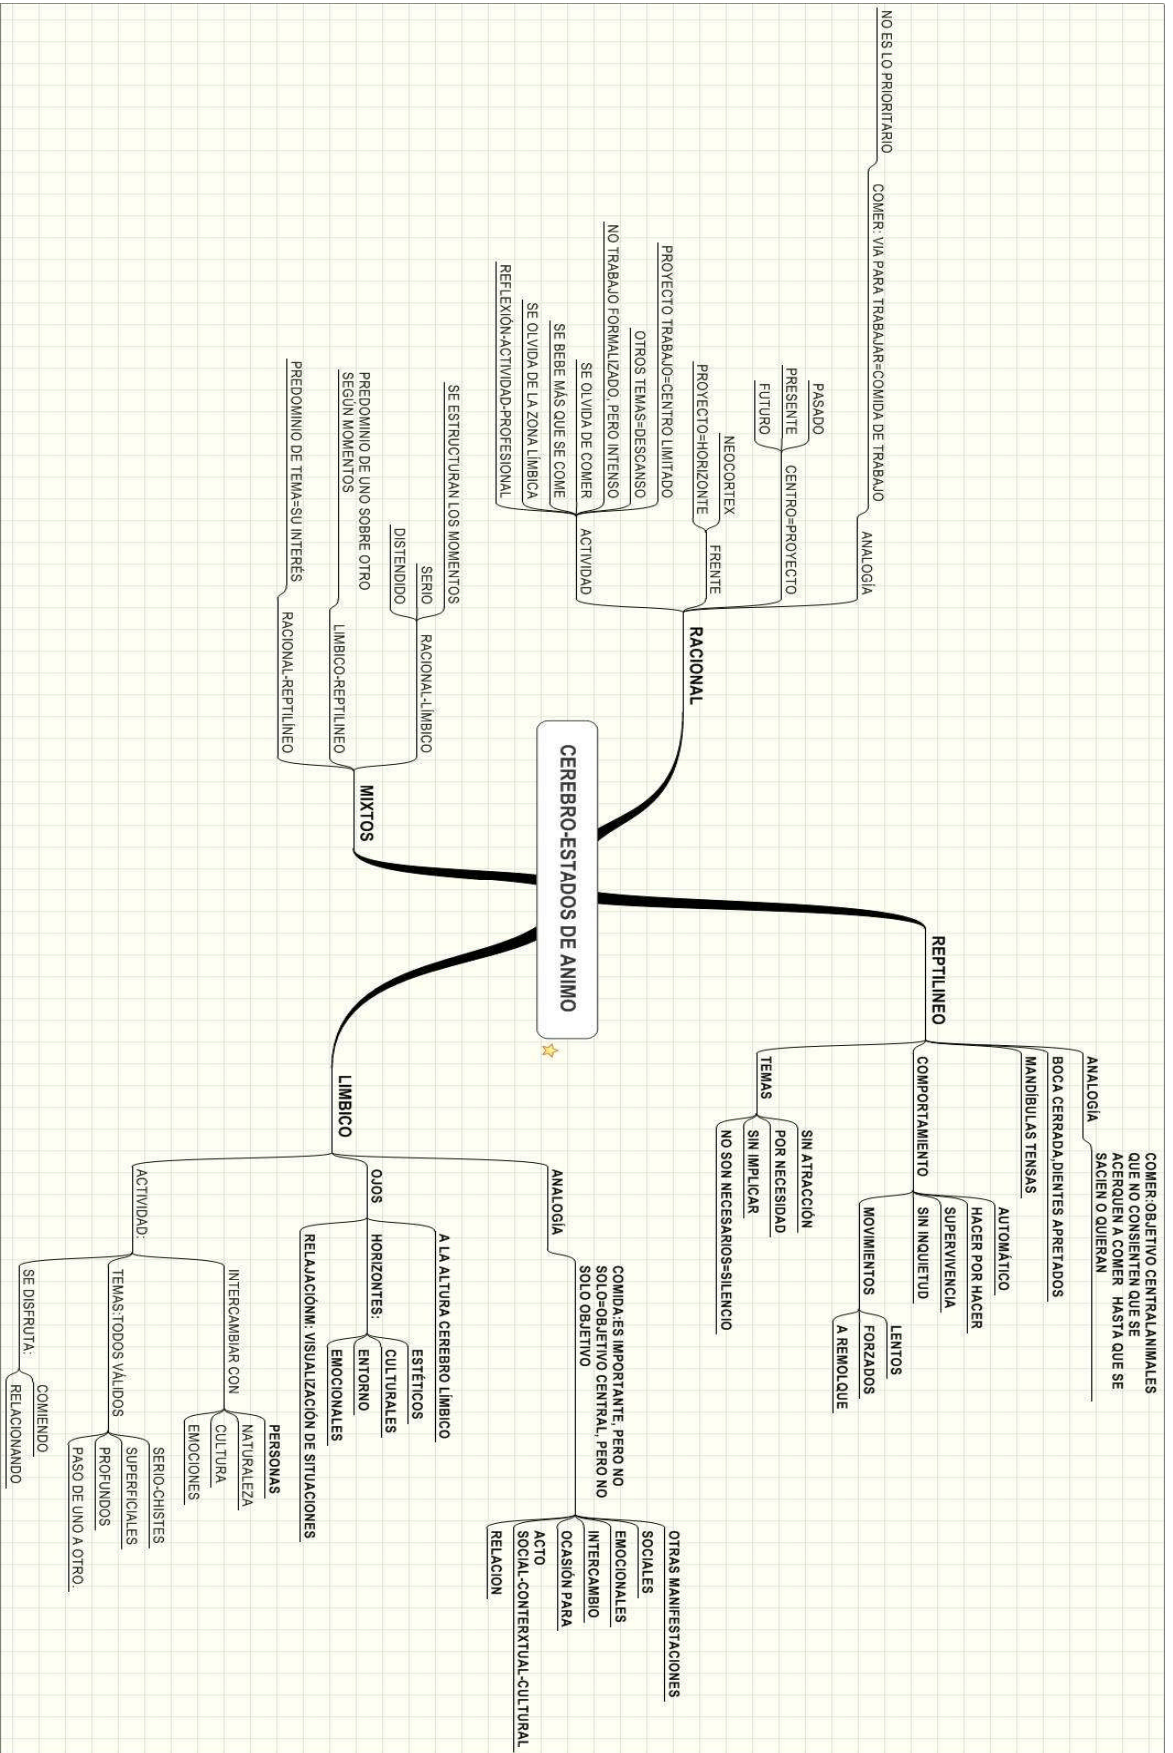 CEREBRO-ESTADOS DE ANIMO
REPTILINEO
ANALOGÍA
COMER:OBJETIVO CENTRALANIMALES
QUE NO CONSIENTEN QUE SE
ACERQUEN A COMER HASTA QUE SE
SACIEN O QUIERAN
BOCA CERRADA,DIENTES APRETADOS
MANDÍBULAS TENSAS
COMPORTAMIENTO
AUTOMÁTICO
HACER POR HACER
SUPERVIVENCIA
SIN INQUIETUD
MOVIMIENTOS
LENTOS
FORZADOS
A REMOLQUE
TEMAS
SIN ATRACCIÓN
POR NECESIDAD
SIN IMPLICAR
NO SON NECESARIOS=SILENCIO
LIMBICO
ANALOGÍA
COMIDA:ES IMPORTANTE, PERO NO
SOLO=OBJETIVO CENTRAL, PERO NO
SOLO OBJETIVO
OTRAS MANIFESTACIONES
SOCIALES
EMOCIONALES
INTERCAMBIO
OCASIÓN PARA
ACTO
SOCIAL-CONTERXTUAL-CULTURAL
RELACION
OJOS
A LA ALTURA CEREBRO LÍMBICO
HORIZONTES:
ESTÉTICOS
CULTURALES
ENTORNO
EMOCIONALES
RELAJACIÓNM: VISUALIZACIÓN DE SITUACIONES
ACTIVIDAD:
INTERCAMBIAR CON
PERSONAS
NATURALEZA
CULTURA
EMOCIONES
TEMAS:TODOS VÁLIDOS
SERIO-CHISTES
SUPERFICIALES
PROFUNDOS
PASO DE UNO A OTRO.
SE DISFRUTA:
COMIENDO
RELACIONANDO
RACIONAL
ANALOGÍA
COMER: VIA PARA TRABAJAR=COMIDA DE TRABAJO
NO ES LO PRIORITARIO
CENTRO=PROYECTO
PASADO
PRESENTE
FUTURO
FRENTE
NEOCORTEX
PROYECTO=HORIZONTE
ACTIVIDAD
PROYECTO TRABAJO=CENTRO LIMITADO
OTROS TEMAS=DESCANSO
NO TRABAJO FORMALIZADO, PERO INTENSO
SE OLVIDA DE COMER
SE BEBE MÁS QUE SE COME
SE OLVIDA DE LA ZONA LÍMBICA
REFLEXIÓN-ACTIVIDAD-PROFESIONAL
MIXTOS
RACIONAL-LÍMBICO
SE ESTRUCTURAN LOS MOMENTOS
SERIO
DISTENDIDO
LIMBICO-REPTILINEO
PREDOMINIO DE UNO SOBRE OTRO
SEGÚN MOMENTOS
RACIONAL-REPTILÍNEO
PREDOMINIO DE TEMA=SU INTERÉS